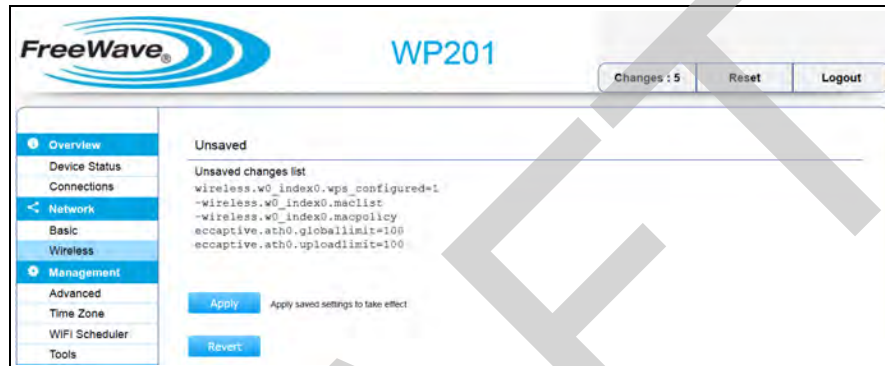 FreeWave®
WP201
Changes : 5
Reset
Logout
Overview
Device Status
Connections
Network
Basic
Wireless
Management
Advanced
Time Zone
WiFi Scheduler
Tools
Unsaved
Unsaved changes list
wireless.w0_index0.wps_configured=1
-wireless.w0_index0.maclist
-wireless.w0_index0.macpolicy
eccaptive.ath0.globallimit=100
eccaptive.ath0.uploadlimit=100
Apply
Apply saved settings to take effect
Revert